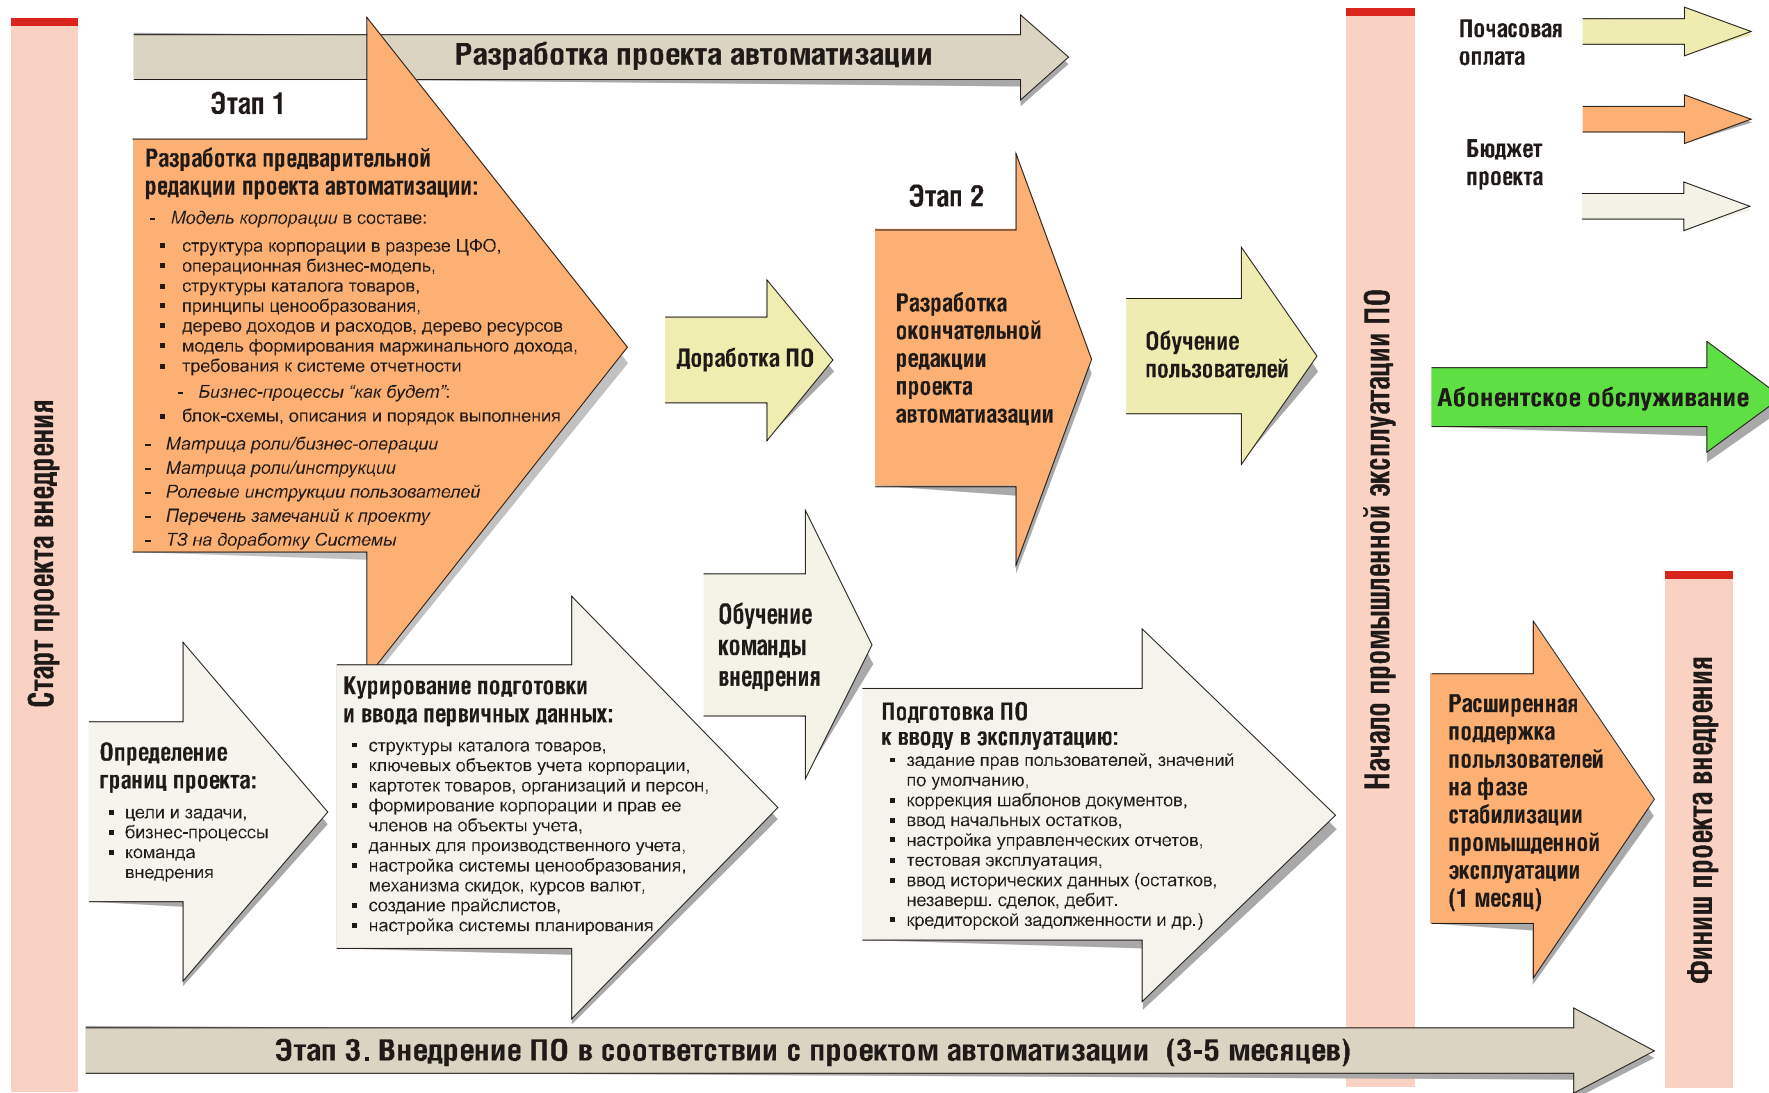 Старт проекта внедрения
Разработка проекта автоматизации
Этап 1
Разработка предварительной
редакции проекта автоматизации:
- Модель корпорации в составе:
▪ структура корпорации в разрезе ЦФО,
▪ операционная бизнес-модель,
▪ структуры каталога товаров,
▪ принципы ценообразования,
▪ дерево доходов и расходов, дерево ресурсов
▪ модель формирования маржинального дохода,
▪ требования к системе отчетности
- Бизнес-процессы “как будет”:
▪ блок-схемы, описания и порядок выполнения
- Матрица роли/бизнес-операции
- Матрица роли/инструкции
- Ролевые инструкции пользователей
- Перечень замечаний к проекту
- ТЗ на доработку Системы
Доработка ПО
Этап 2
Разработка
окончательной
редакции
проекта
автоматиазации
Обучение
пользователей
Начало промышленной эксплуатации ПО
Почасовая
оплата
Бюджет
проекта
Абонентское обслуживание
Определение
границ проекта:
▪ цели и задачи,
▪ бизнес-процессы
▪ команда
внедрения
Курирование подготовки
и ввода первичных данных:
▪ структуры каталога товаров,
▪ ключевых объектов учета корпорации,
▪ картотек товаров, организаций и персон,
▪ формирование корпорации и прав ее
членов на объекты учета,
▪ данных для производственного учета,
▪ настройка системы ценообразования,
механизма скидок, курсов валют,
▪ создание прайслистов,
▪ настройка системы планирования
Обучение
команды
внедрения
Подготовка ПО
к вводу в эксплуатацию:
▪ задание прав пользователей, значений
по умолчанию,
▪ коррекция шаблонов документов,
▪ ввод начальных остатков,
▪ настройка управленческих отчетов,
▪ тестовая эксплуатация,
▪ ввод исторических данных (остатков,
незаверш. сделок, дебит.
▪ кредиторской задолженности и др.)
Расширенная
поддержка
пользователей
на фазе
стабилизации
промышденной
эксплуатации
(1 месяц)
Финиш проекта внедрения
Этап 3. Внедрение ПО в соответствии с проектом автоматизации (3-5 месяцев)